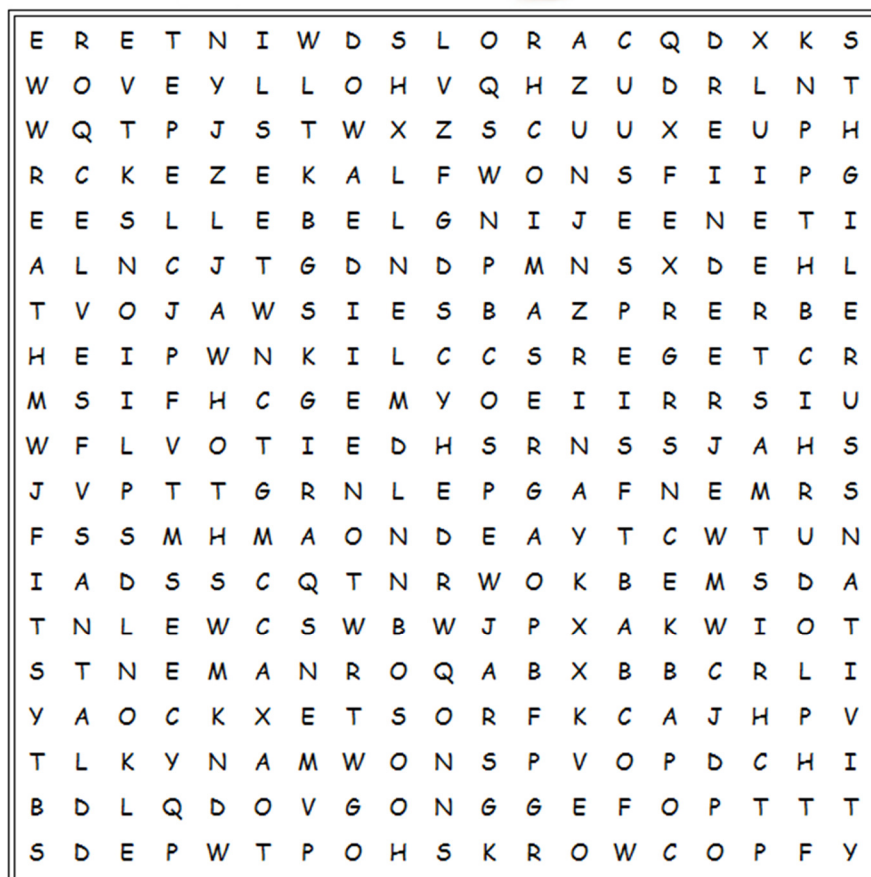 E R E T N I W D S L O R A C Q D X K S
W O V E Y L L O H V Q H Z U D R L N T
W Q T P J S T W X Z S C U U X E U P H
R C K E Z E K A L F W O N S F I I P G
E E S L L E B E L G N I J E E N E T I
A L N C J T G D N D P M N S X D E H L
T V O J A W S I E S B A Z P R E R B E
H E I P W N K I L C C S R E G E T C R
M S I F H C G E M Y O E I I R R S I U
W F L V O T I E D H S R N S S J A H S
J V P T T G R N L E P G A F N E M R S
F S S M H M A O N D E A Y T C W T U N
I A D S S C Q T N R W O K B E M S D A
T N L E W C S W B W J P X A K W I O T
S T N E M A N R O Q A B X B B C R L I
Y A O C K X E T S O R F K C A J H P V
T L K Y N A M W O N S P V O P D C H I
B D L Q D O V G O N G G E F O P T T T
S D E P W T P O H S K R O W C O P F Y